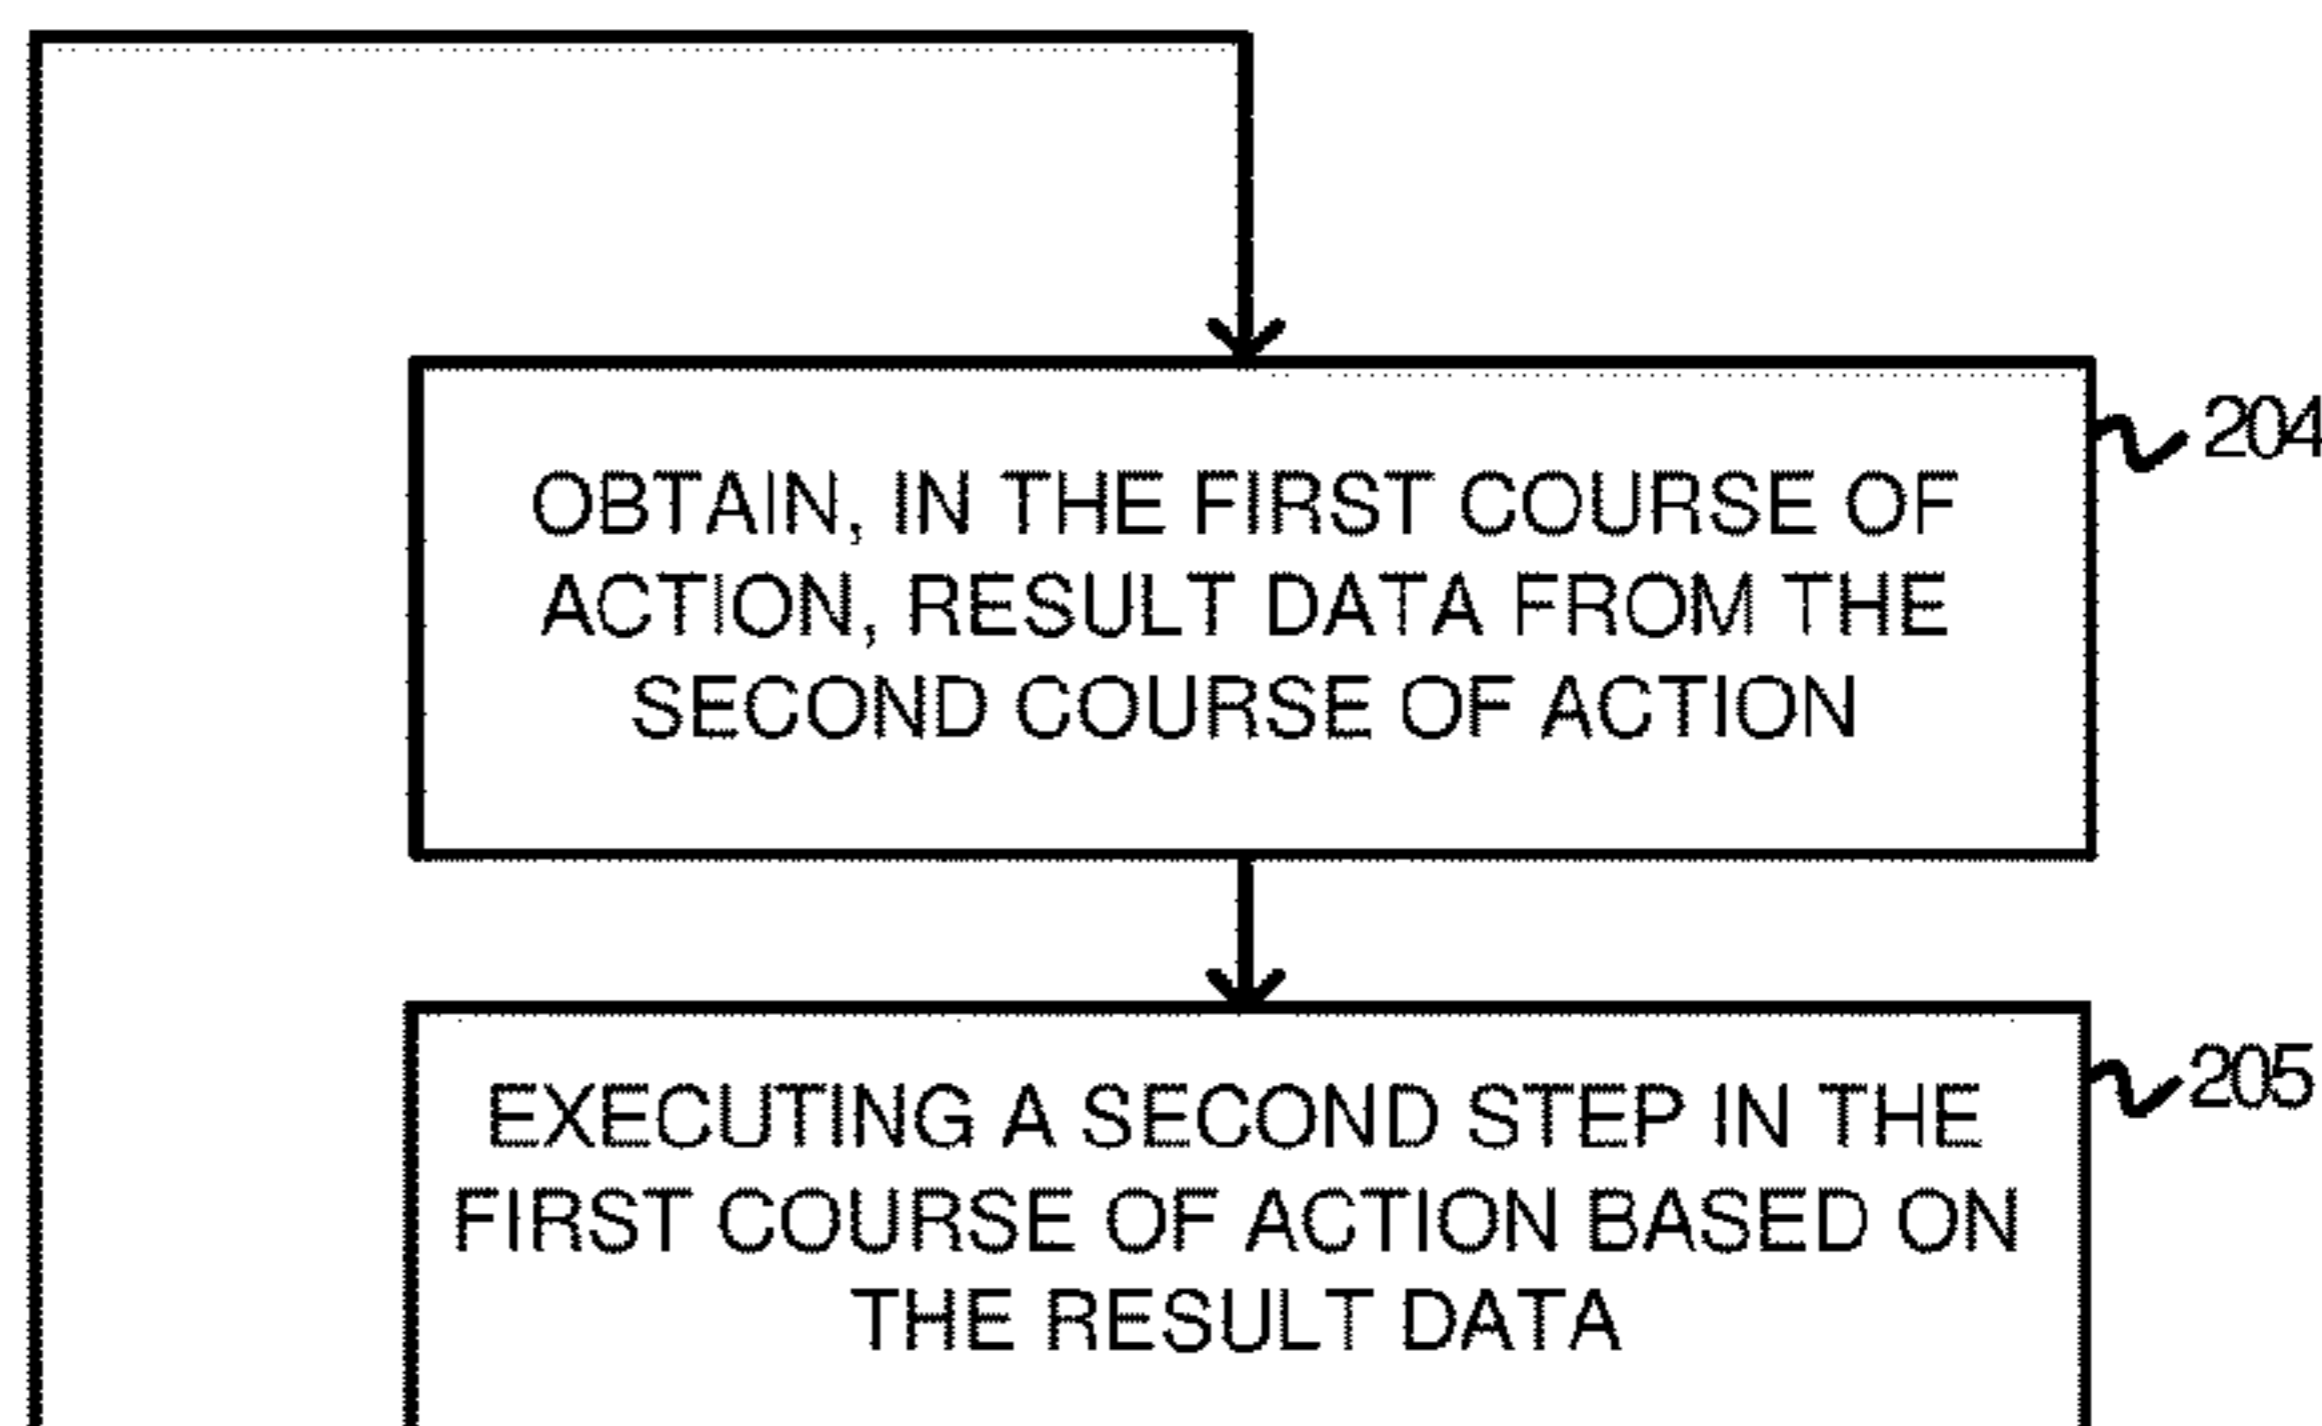 204
OBTAIN, IN THE FIRST COURSE OF
ACTION, RESULT DATA FROM THE
SECOND COURSE OF ACTION
205
EXECUTING A SECOND STEP IN THE
FIRST COURSE OF ACTION BASED ON
THE RESULT DATA